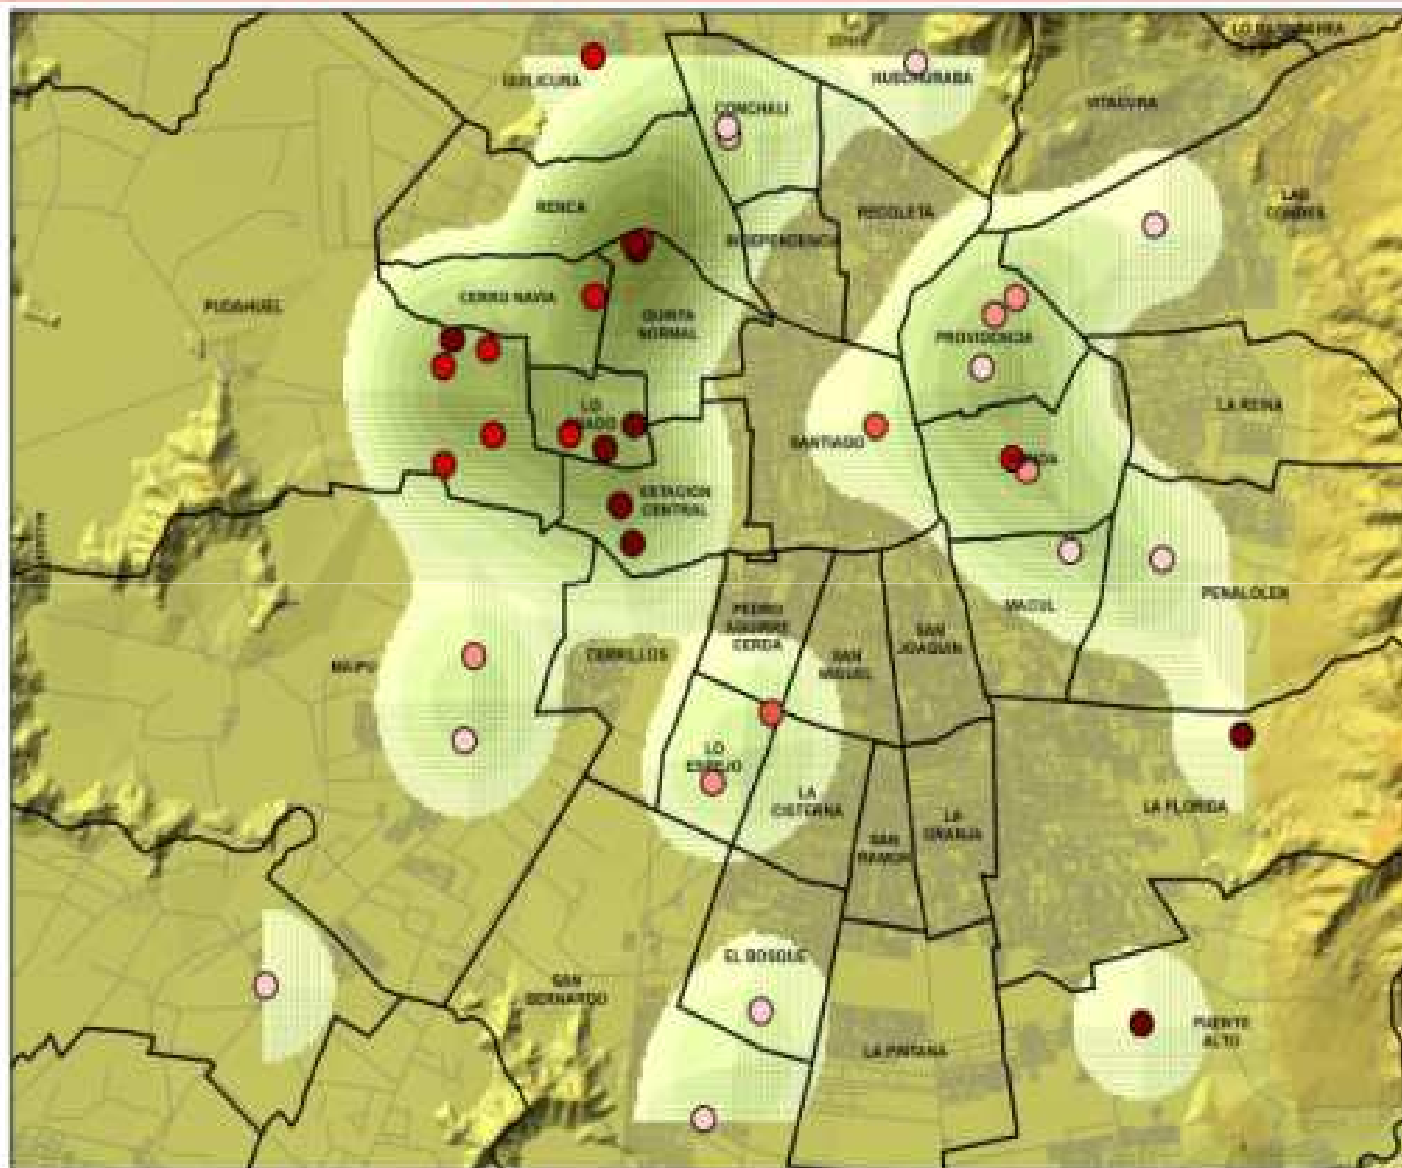 QUILICURA
HUECHURABA
VITACURA
CONCHALI
LAS
CONDES
RENCA
RECOLETA
INDEPENDENCIA
PUDAHUEL
CERRO NAVIA
QUINTA
NORMAL
PROVIDENCIA
LA REINA
LO
SANTIAGO
ESTACION
CENTRAL
PEÑALOLEN
MACUL
PEDRO
AGUIRRE
CERDA
SAN
JOAQUIN
MAIPU
CERRILLOS
SAN
MIGUEL
LO
ESPEJO
LA
CISTERNA
LA FLORIDA
LA
GRANJA
SAN
RAMON
EL BOSQUE
SAN
BERNARDO
PUENTE
ALTO
LA PINTANA